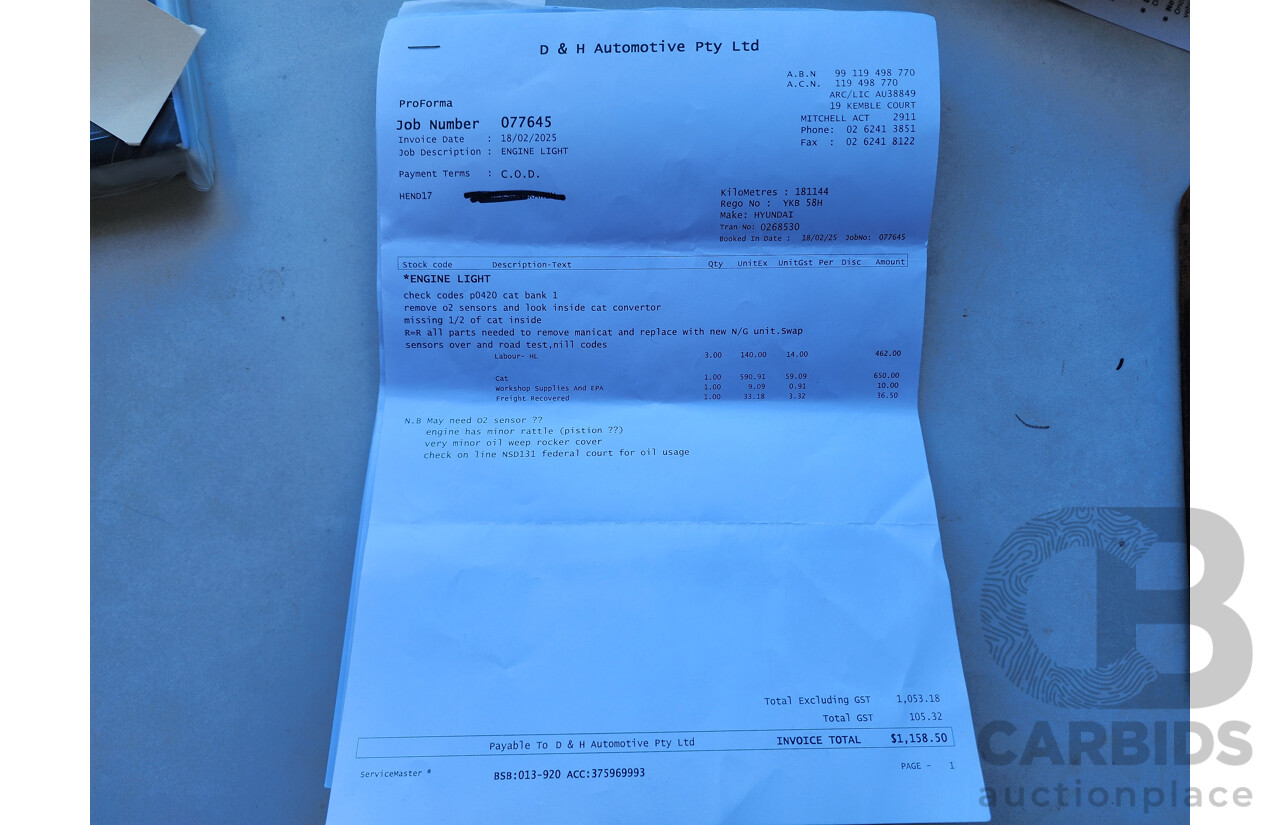 D & H Automotive Pty Ltd
A.B.N 99 119 498 770
A.C.N. 119 498 770
ARC/LIC AU38849
19 KEMBLE COURT
MITCHELL ACT 2911
Phone: 02 6241 3851
Fax : 02 6241 8122
ProForma
Job Number 077645
Invoice Date : 18/02/2025
Job Description : ENGINE LIGHT
Payment Terms : C.O.D.
HEND17
KiloMetres : 181144
Rego No : YKB 58H
Make: HYUNDAI
Tran No: 0268530
Booked In Date : 18/02/25 JobNo: 077645
Stock code Description-Text Qty UnitEx UnitGst Per Disc Amount
*ENGINE LIGHT
check codes p0420 cat bank 1
remove o2 sensors and look inside cat convertor
missing 1/2 of cat inside
R=R all parts needed to remove manicat and replace with new N/G unit.Swap
sensors over and road test,nill codes
Labour- HL 3.00 140.00 14.00 462.00
Cat 1.00 590.91 59.09 650.00
Workshop Supplies And EPA 1.00 9.09 0.91 10.00
Freight Recovered 1.00 33.18 3.32 36.50
N.B May need O2 sensor ??
engine has minor rattle (pistion ??)
very minor oil weep rocker cover
check on line NSD131 federal court for oil usage
Total Excluding GST 1,053.18
Total GST 105.32
Payable To D & H Automotive Pty Ltd INVOICE TOTAL $1,158.50
ServiceMaster ® BSB:013-920 ACC:375969993 PAGE - 1
CARBIDS
auctionplace